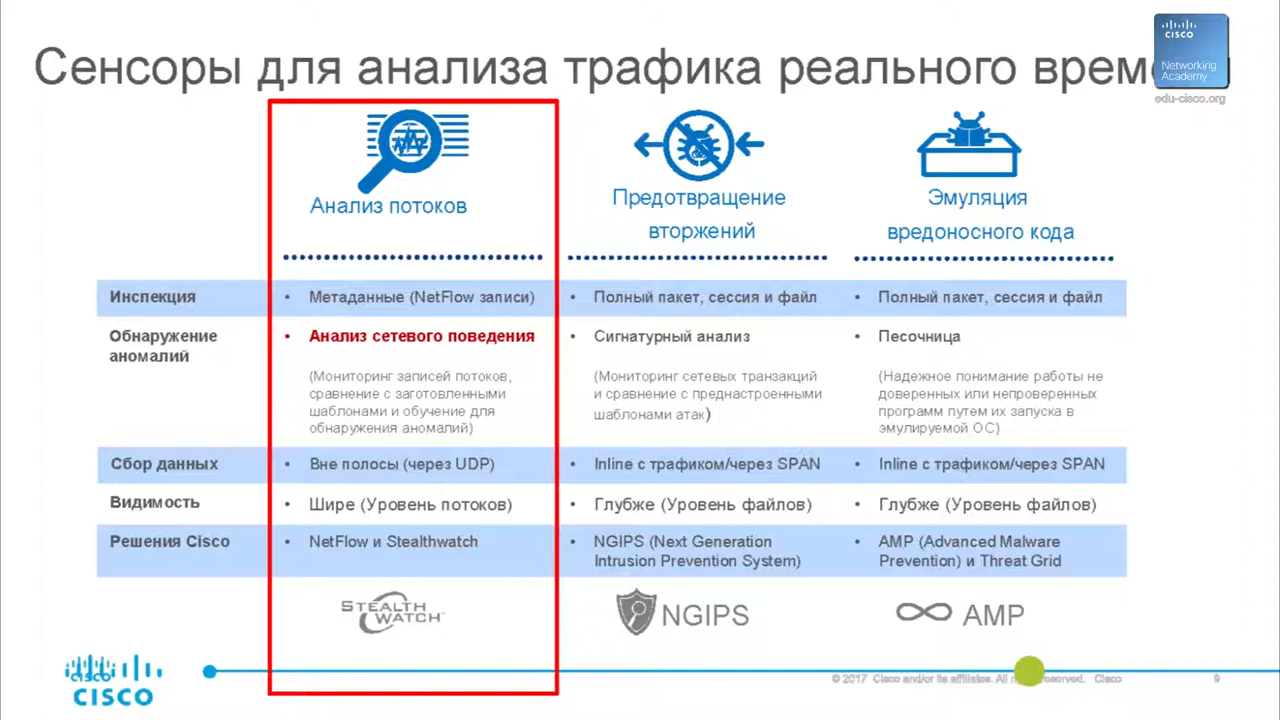 Сенсоры для анализа трафика реального врем
CISCO
Networking
Academy
edu-cisco.org
Анализ потоков
Предотвращение
вторжений
Эмуляция
вредоносного кода
Инспекция
• Метаданные (NetFlow записи)
• Полный пакет, сессия и файл
• Полный пакет, сессия и файл
Обнаружение
аномалий
• Анализ сетевого поведения
(Мониторинг записей потоков,
сравнение с заготовленными
шаблонами и обучение для
обнаружения аномалий)
• Сигнатурный анализ
(Мониторинг сетевых транзакций
и сравнение с преднастроенными
шаблонами атак)
• Песочница
(Надежное понимание работы не
доверенных или непроверенных
программ путем их запуска в
эмулируемой ОС)
Сбор данных
• Вне полосы (через UDP)
• Inline с трафиком/через SPAN
• Inline с трафиком/через SPAN
Видимость
• Шире (Уровень потоков)
• Глубже (Уровень файлов)
• Глубже (Уровень файлов)
Решения Cisco
• NetFlow и Stealthwatch
• NGIPS (Next Generation
Intrusion Prevention System)
• AMP (Advanced Malware
Prevention) и Threat Grid
STEALTH
WATCH
NGIPS
AMP
CISCO
© 2017 Cisco and/or its affiliates. All reserved. Cisco
9